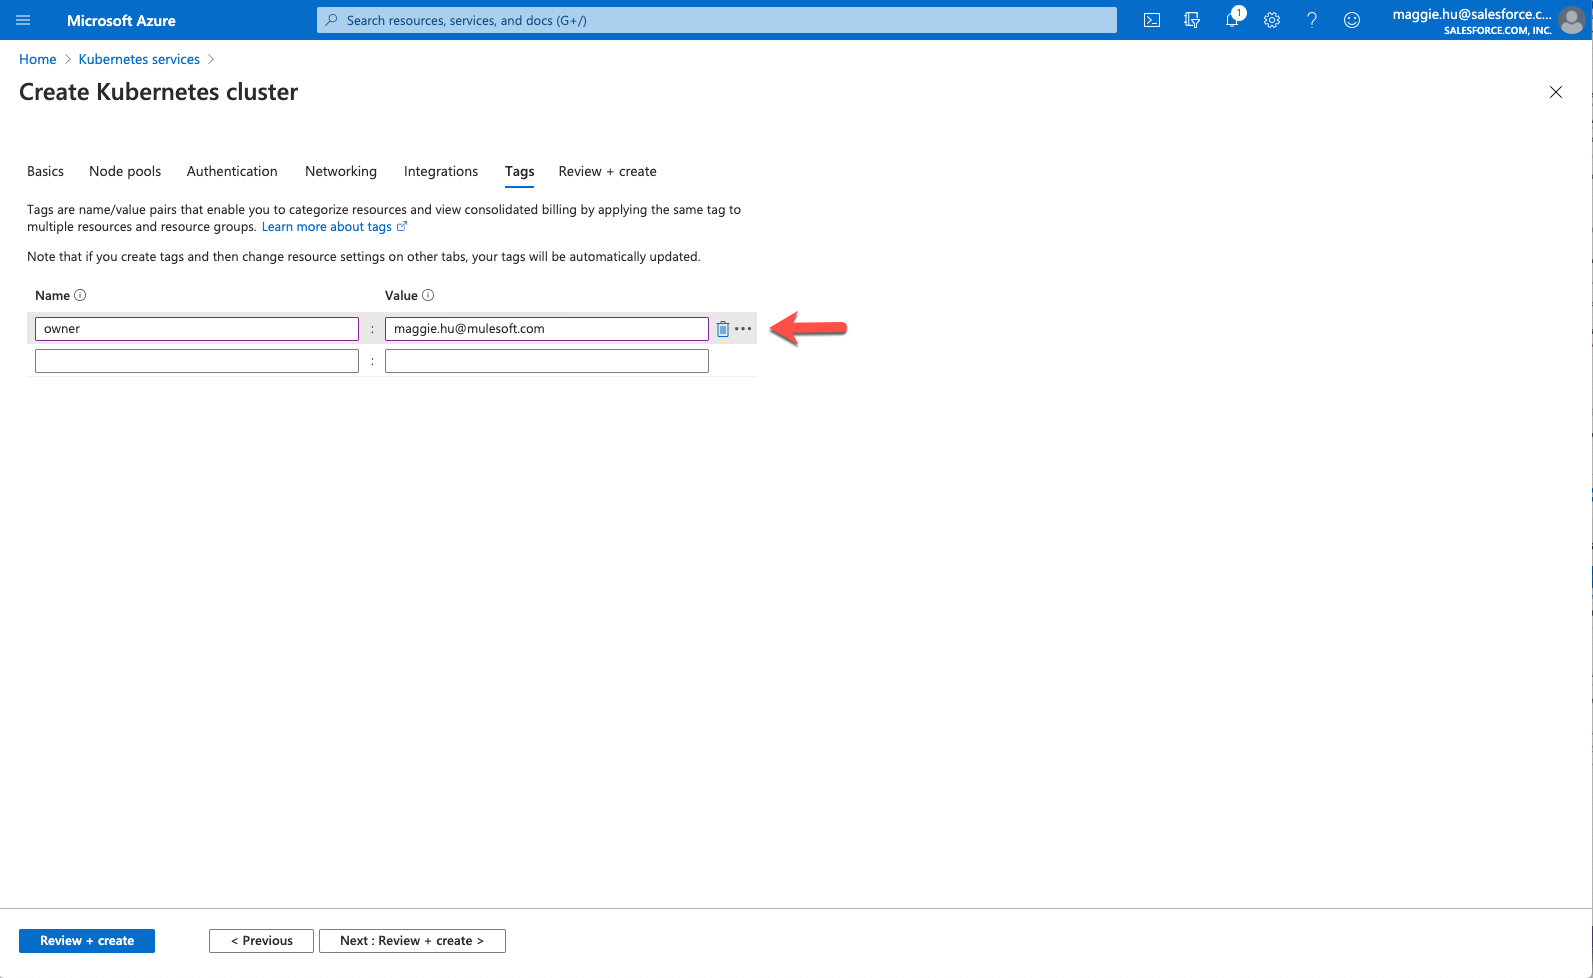 Microsoft Azure
Search resources, services, and docs (G+/)
1
maggie.hu@salesforce.c...
SALESFORCE.COM, INC.
Home > Kubernetes services >
Create Kubernetes cluster
Basics Node pools Authentication Networking Integrations Tags Review + create
Tags are name/value pairs that enable you to categorize resources and view consolidated billing by applying the same tag to
multiple resources and resource groups. Learn more about tags
Note that if you create tags and then change resource settings on other tabs, your tags will be automatically updated.
Name Value
owner : maggie.hu@mulesoft.com
:
Review + create < Previous Next : Review + create >